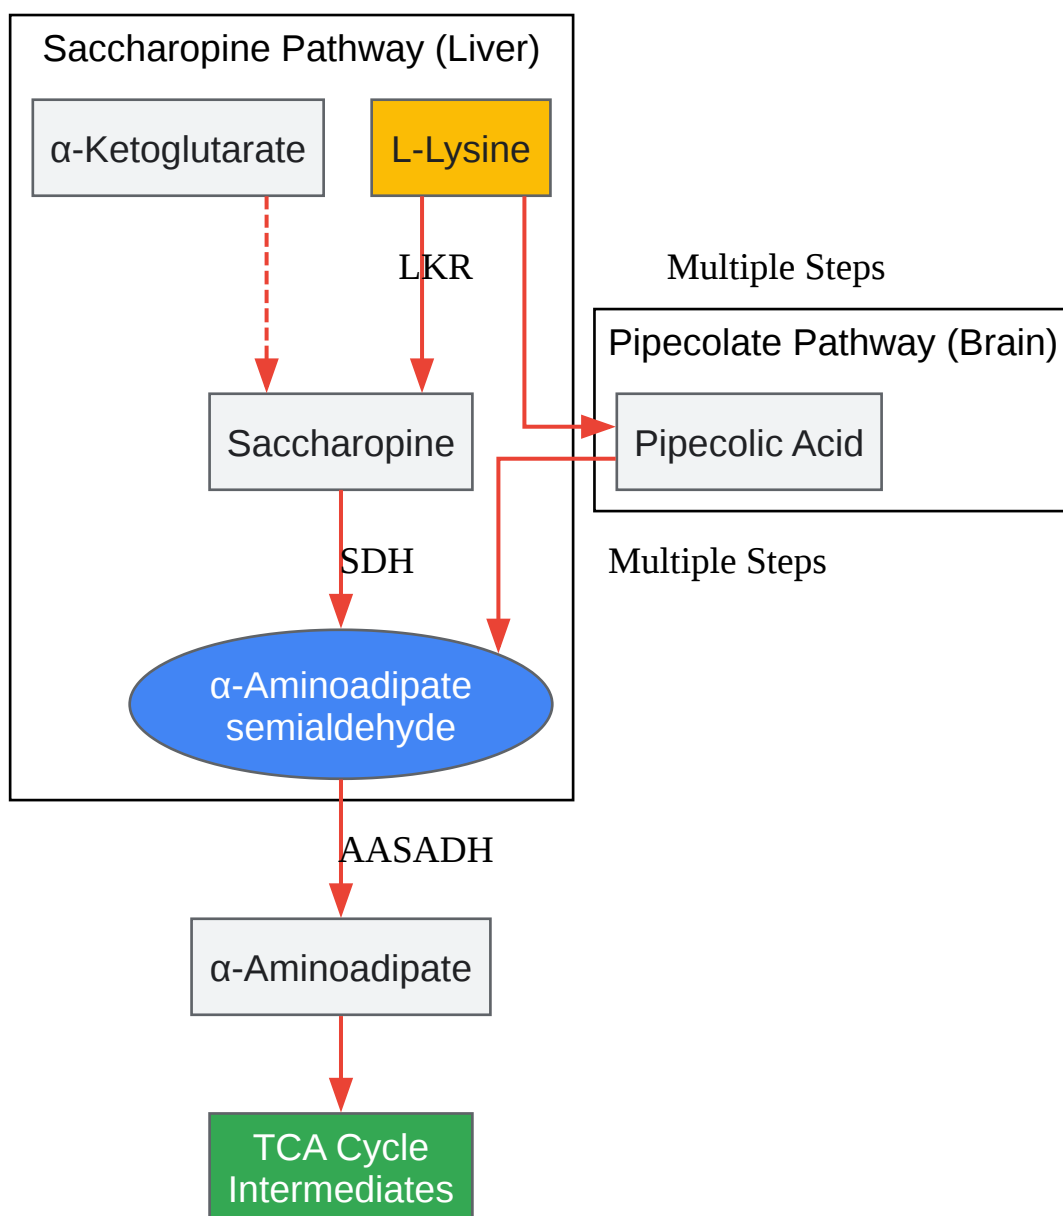 Saccharopine Pathway (Liver)
α-Ketoglutarate
L-Lysine
LKR
Multiple Steps
Pipecolate Pathway (Brain)
Saccharopine
Pipecolic Acid
SDH
Multiple Steps
α-Aminoadipate
semialdehyde
AASADH
α-Aminoadipate
TCA Cycle
Intermediates